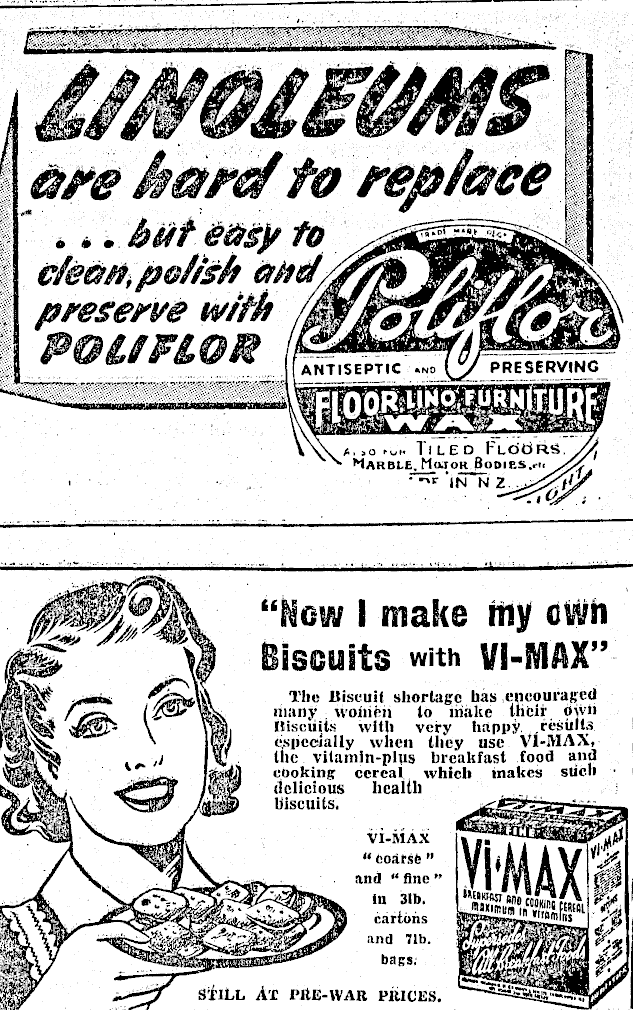 LINOLEUMS
are hard to replace
... but easy to
clean, polish and
preserve with
POLIFLOR
TRADE MARK REG.
Poliflor
ANTISEPTIC AND PRESERVING
FLOOR, LINO, FURNITURE
WAX
ALSO FOR TILED FLOORS.
MARBLE, MOTOR BODIES, etc
IN N Z
"Now I make my own
Biscuits with VI-MAX"
The Biscuit shortage has encouraged
many women to make their own
Biscuits with very happy results
especially when they use VI-MAX,
the vitamin-plus breakfast food and
cooking cereal which makes such
delicious health
biscuits.
VI-MAX
"coarse"
and "fine"
in 3lb.
cartons
and 7lb.
bags.
STILL AT PRE-WAR PRICES.
Vi-MAX
BREAKFAST AND COOKING CEREAL
MAXIMUM IN VITAMINS
VI-MAX